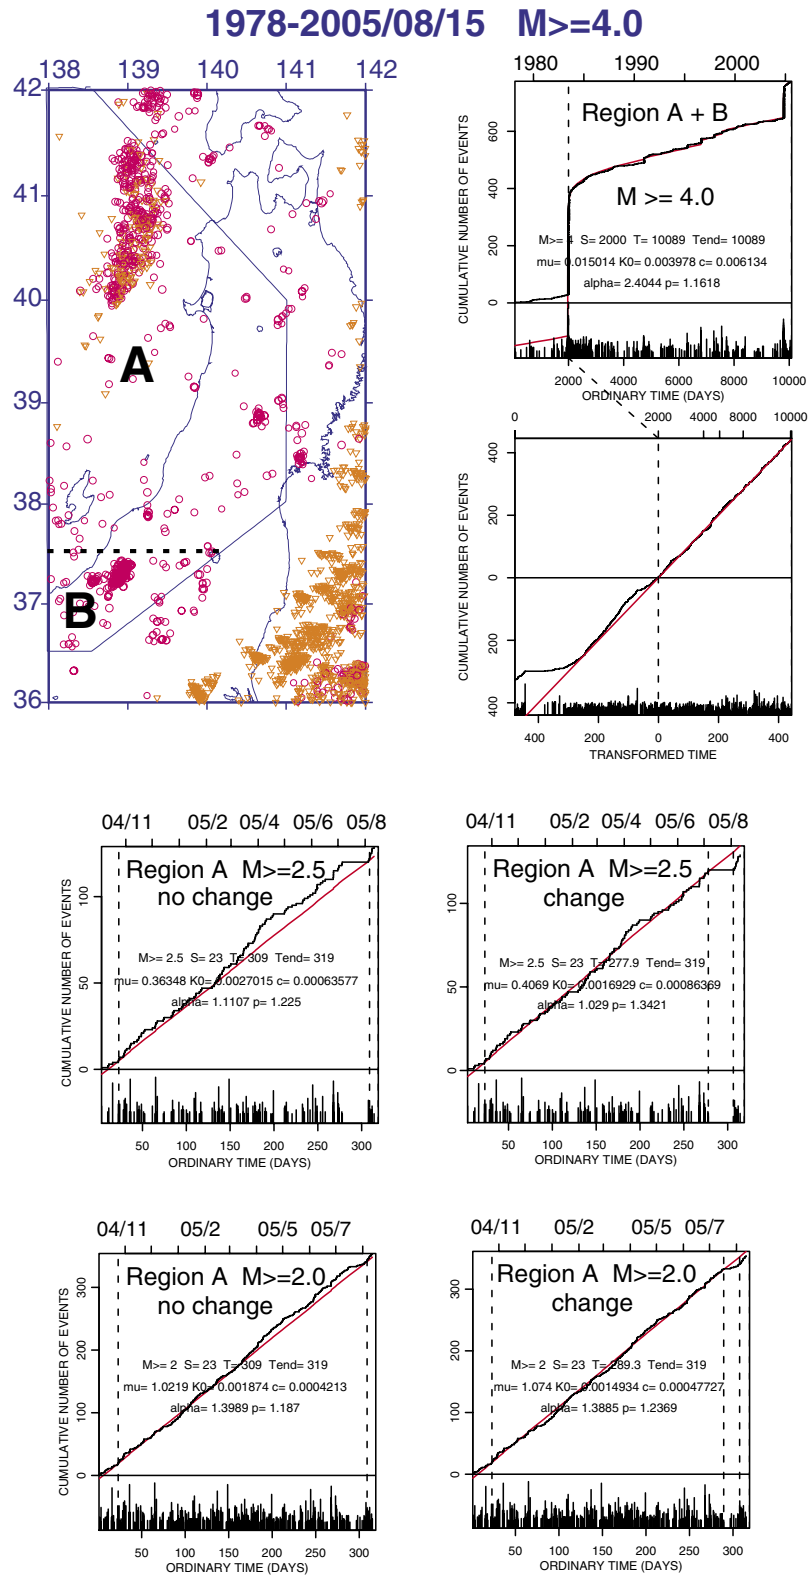 1978-2005/08/15 M>=4.0
138 139 140 141 142
42
41
40
39
38
37
36
A
B
1980 1990 2000
Region A + B
M >= 4.0
M>= 4 S= 2000 T= 10089 Tend= 10089
mu= 0.015014 K0= 0.003978 c= 0.006134
alpha= 2.4044 p= 1.1618
CUMULATIVE NUMBER OF EVENTS
0 200 400 600
2000 4000 6000 8000 10000
ORDINARY TIME (DAYS)
0 2000 4000 8000 10000
CUMULATIVE NUMBER OF EVENTS
400 200 0 200 400
400 200 0 200 400
TRANSFORMED TIME
04/11 05/2 05/4 05/6 05/8
Region A M>=2.5
no change
M>= 2.5 S= 23 T= 309 Tend= 319
mu= 0.36348 K0= 0.0027015 c= 0.00063577
alpha= 1.1107 p= 1.225
CUMULATIVE NUMBER OF EVENTS
0 50 100
50 100 150 200 250 300
ORDINARY TIME (DAYS)
04/11 05/2 05/4 05/6 05/8
Region A M>=2.5
change
M>= 2.5 S= 23 T= 277.9 Tend= 319
mu= 0.4069 K0= 0.0016929 c= 0.00086369
alpha= 1.029 p= 1.3421
0 50 100
50 100 150 200 250 300
ORDINARY TIME (DAYS)
04/11 05/2 05/5 05/7
Region A M>=2.0
no change
M>= 2 S= 23 T= 309 Tend= 319
mu= 1.0219 K0= 0.001874 c= 0.0004213
alpha= 1.3989 p= 1.187
CUMULATIVE NUMBER OF EVENTS
0 100 200 300
50 100 150 200 250 300
ORDINARY TIME (DAYS)
04/11 05/2 05/5 05/7
Region A M>=2.0
change
M>= 2 S= 23 T= 289.3 Tend= 319
mu= 1.074 K0= 0.0014934 c= 0.00047727
alpha= 1.3885 p= 1.2369
0 100 200 300
50 100 150 200 250 300
ORDINARY TIME (DAYS)